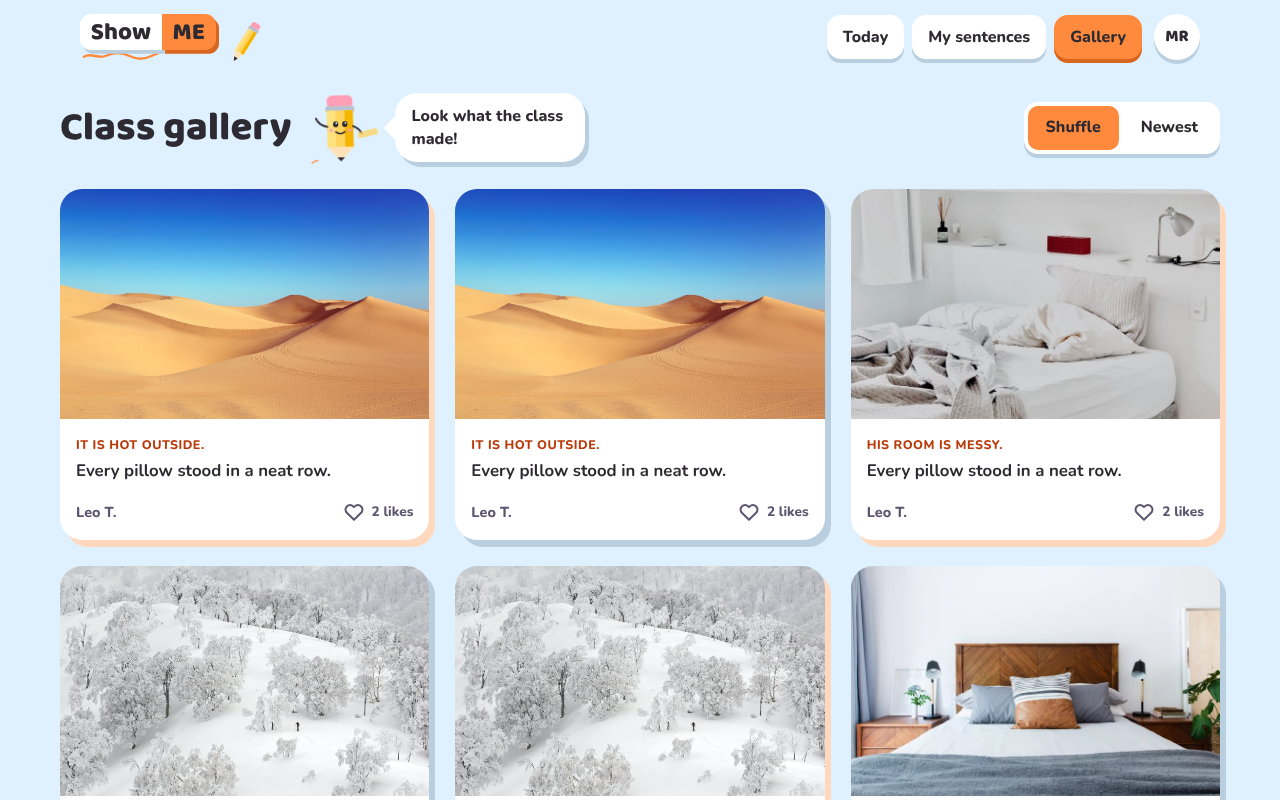 Show ME
Today
My sentences
Gallery
MR
Class gallery
Look what the class
made!
Shuffle
Newest
IT IS HOT OUTSIDE.
Every pillow stood in a neat row.
Leo T.
2 likes
IT IS HOT OUTSIDE.
Every pillow stood in a neat row.
Leo T.
2 likes
HIS ROOM IS MESSY.
Every pillow stood in a neat row.
Leo T.
2 likes